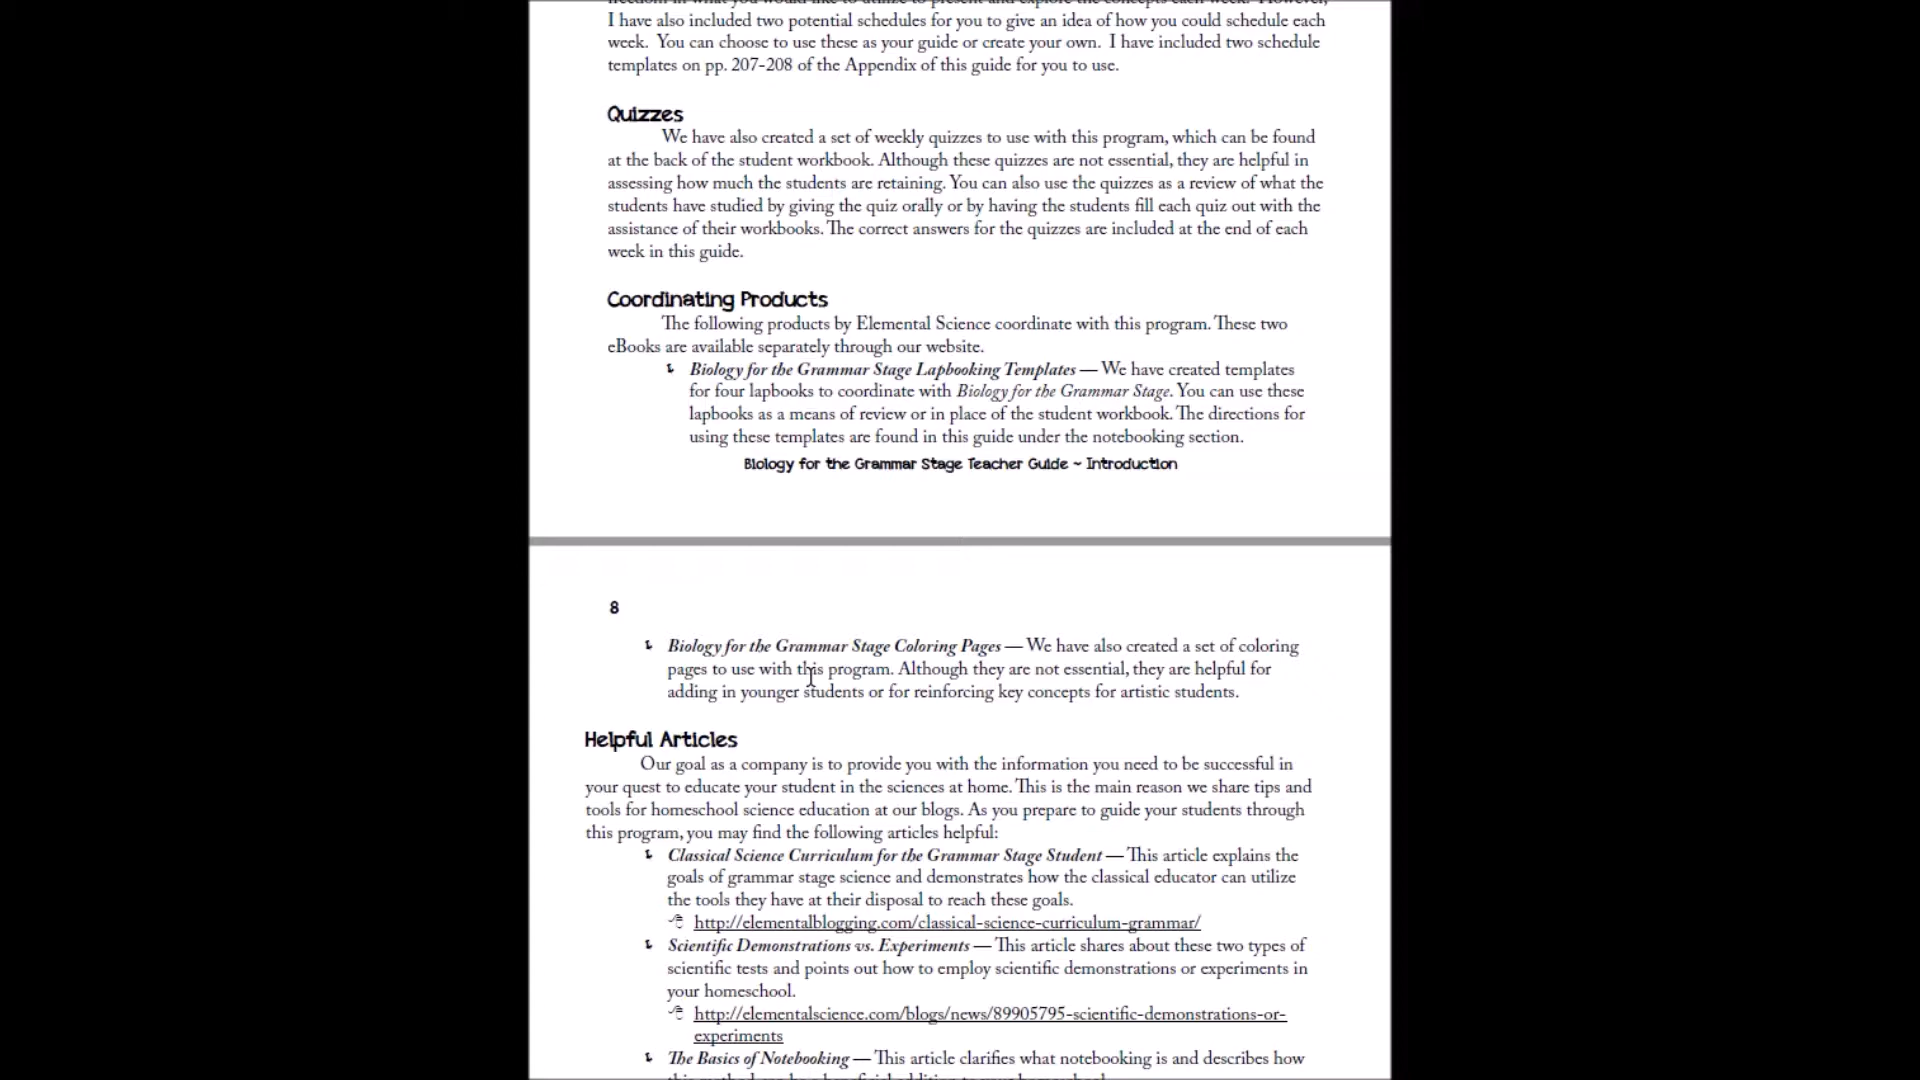 I have also included two potential schedules for you to give an idea of how you could schedule each
week. You can choose to use these as your guide or create your own. I have included two schedule
templates on pp. 207-208 of the Appendix of this guide for you to use.
Quizzes
We have also created a set of weekly quizzes to use with this program, which can be found
at the back of the student workbook. Although these quizzes are not essential, they are helpful in
assessing how much the students are retaining. You can also use the quizzes as a review of what the
students have studied by giving the quiz orally or by having the students fill each quiz out with the
assistance of their workbooks. The correct answers for the quizzes are included at the end of each
week in this guide.
Coordinating Products
The following products by Elemental Science coordinate with this program. These two
eBooks are available separately through our website.
Biology for the Grammar Stage Lapbooking Templates — We have created templates
for four lapbooks to coordinate with Biology for the Grammar Stage. You can use these
lapbooks as a means of review or in place of the student workbook. The directions for
using these templates are found in this guide under the notebooking section.
Biology for the Grammar Stage Teacher Guide ~ Introduction
8
Biology for the Grammar Stage Coloring Pages — We have also created a set of coloring
pages to use with this program. Although they are not essential, they are helpful for
adding in younger students or for reinforcing key concepts for artistic students.
Helpful Articles
Our goal as a company is to provide you with the information you need to be successful in
your quest to educate your student in the sciences at home. This is the main reason we share tips and
tools for homeschool science education at our blogs. As you prepare to guide your students through
this program, you may find the following articles helpful:
Classical Science Curriculum for the Grammar Stage Student — This article explains the
goals of grammar stage science and demonstrates how the classical educator can utilize
the tools they have at their disposal to reach these goals.
http://elementalblogging.com/classical-science-curriculum-grammar/
Scientific Demonstrations vs. Experiments — This article shares about these two types of
scientific tests and points out how to employ scientific demonstrations or experiments in
your homeschool.
http://elementalscience.com/blogs/news/89905795-scientific-demonstrations-or-
experiments
The Basics of Notebooking — This article clarifies what notebooking is and describes how